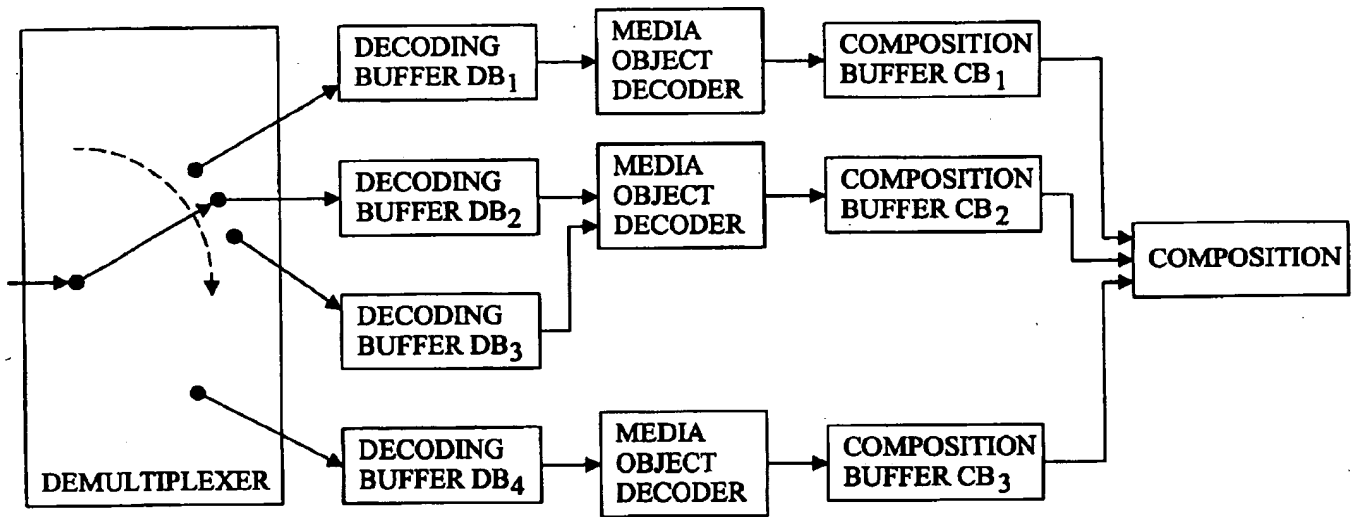 DECODING
BUFFER DB1
MEDIA
OBJECT
DECODER
COMPOSITION
BUFFER CB1
DECODING
BUFFER DB2
MEDIA
OBJECT
DECODER
COMPOSITION
BUFFER CB2
COMPOSITION
DECODING
BUFFER DB3
DECODING
BUFFER DB4
MEDIA
OBJECT
DECODER
COMPOSITION
BUFFER CB3
DEMULTIPLEXER